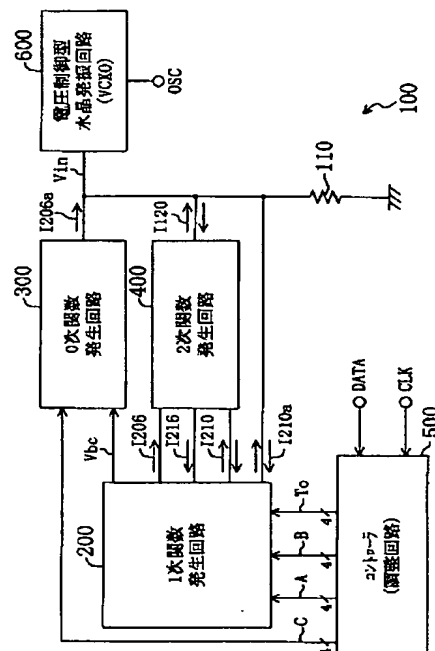 600
電圧制御型
水晶発振回路
(VCXO)
OSC
Vin
I206a
300
0次関数
発生回路
I120
400
2次関数
発生回路
110
100
Vbc
I206
I216
I210
I210a
200
1次関数
発生回路
C
4
A
4
B
4
To
4
500
コントローラ
(調整回路)
DATA
CLK